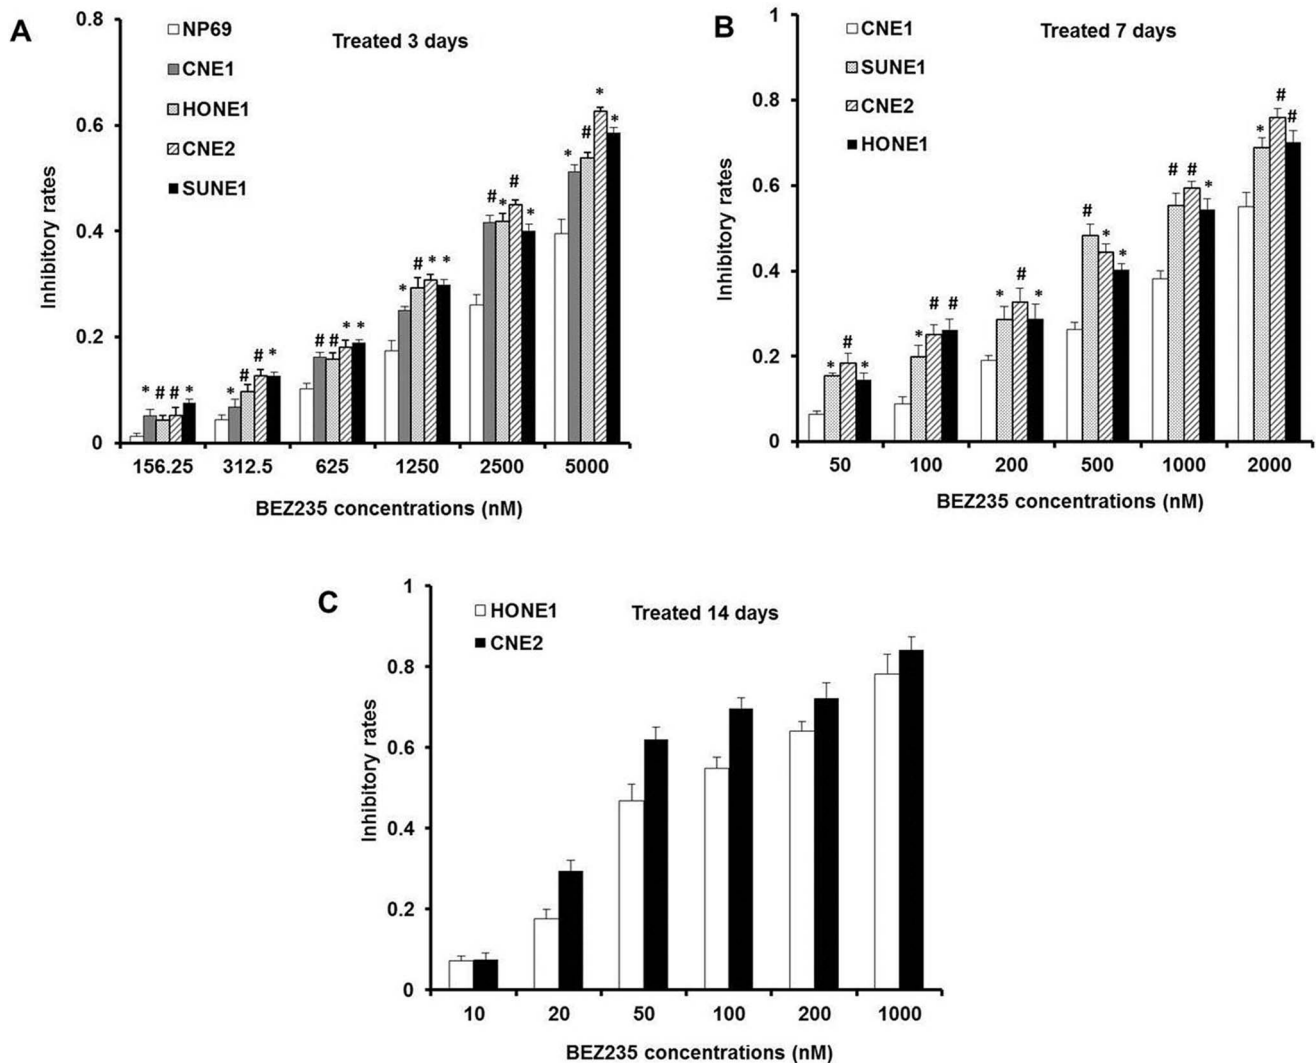 A
Treated 3 days
NP69
CNE1
HONE1
CNE2
SUNE1
Inhibitory rates
0.8
0.6
0.4
0.2
0
* # # *
* # # *
# # * *
* # * *
# * # *
* # * *
156.25 312.5 625 1250 2500 5000
BEZ235 concentrations (nM)
B
Treated 7 days
CNE1
SUNE1
CNE2
HONE1
Inhibitory rates
1
0.8
0.6
0.4
0.2
0
* # *
* # #
* # *
# * *
# # *
* # #
50 100 200 500 1000 2000
BEZ235 concentrations (nM)
C
Treated 14 days
HONE1
CNE2
Inhibitory rates
1
0.8
0.6
0.4
0.2
0
10 20 50 100 200 1000
BEZ235 concentrations (nM)